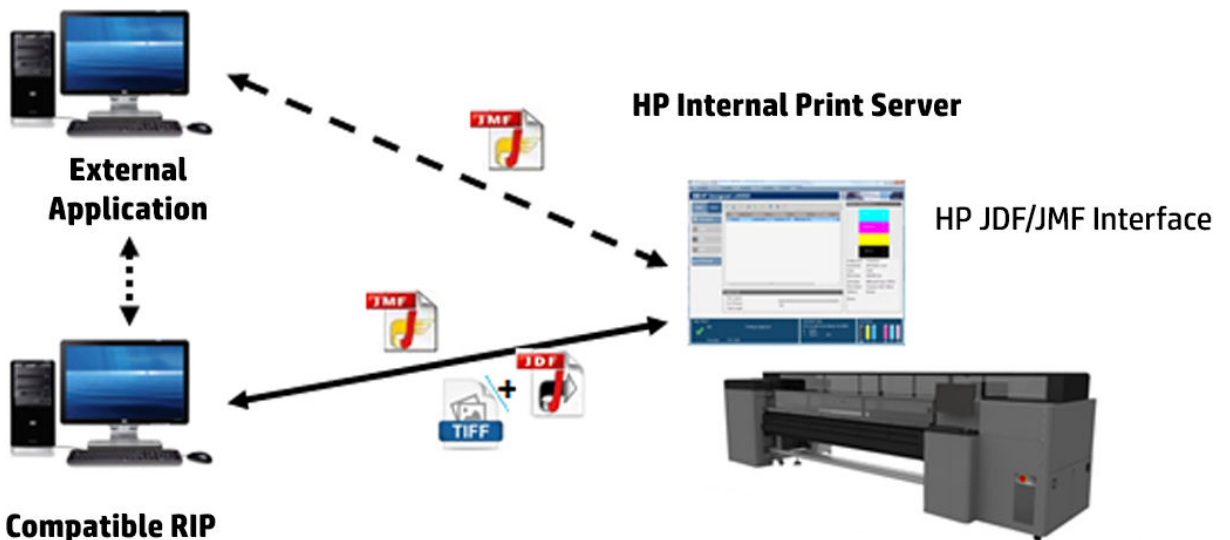 JMF
HP Internal Print Server
External
Application
HP JDF/JMF Interface
JMF
JDF
+
TIFF
Compatible RIP